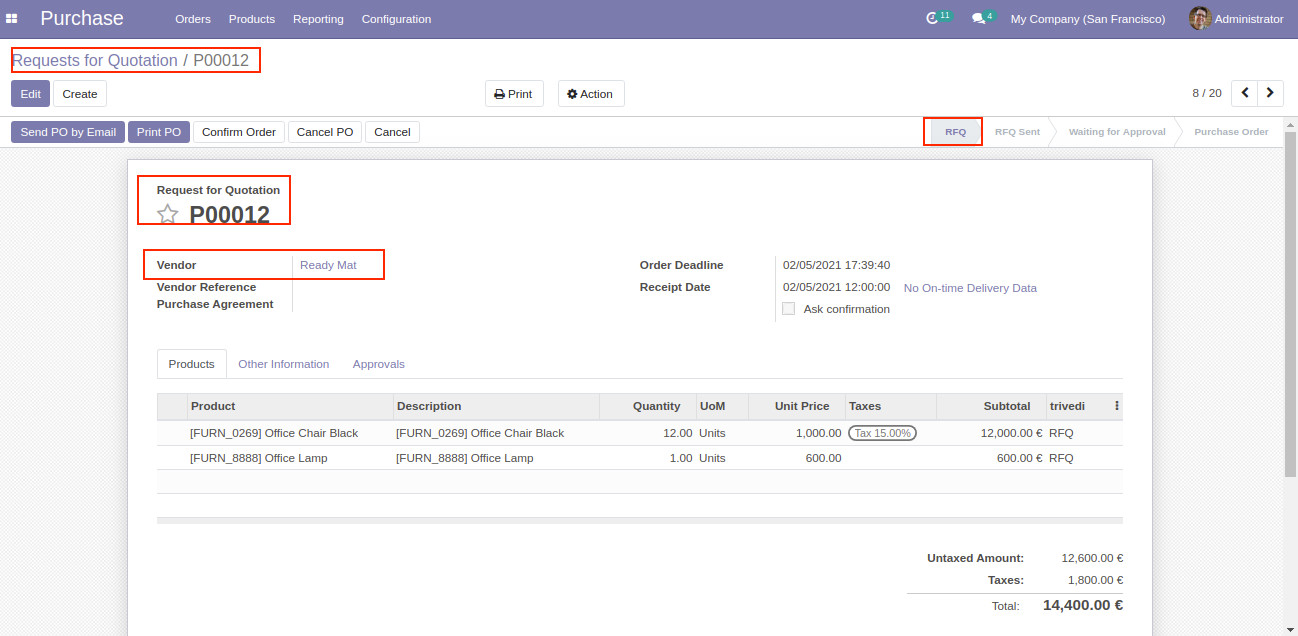 Purchase Orders Products Reporting Configuration 11 4 My Company (San Francisco) Administrator
Requests for Quotation / P00012
Edit Create Print Action 8 / 20
Send PO by Email Print PO Confirm Order Cancel PO Cancel RFQ RFQ Sent Waiting for Approval Purchase Order
Request for Quotation
P00012
Vendor Ready Mat Order Deadline 02/05/2021 17:39:40
Vendor Reference Receipt Date 02/05/2021 12:00:00 No On-time Delivery Data
Purchase Agreement Ask confirmation
Products Other Information Approvals
Product Description Quantity UoM Unit Price Taxes Subtotal trivedi
[FURN_0269] Office Chair Black [FURN_0269] Office Chair Black 12.00 Units 1,000.00 Tax 15.00% 12,000.00 € RFQ
[FURN_8888] Office Lamp [FURN_8888] Office Lamp 1.00 Units 600.00 600.00 € RFQ
Untaxed Amount: 12,600.00 €
Taxes: 1,800.00 €
Total: 14,400.00 €